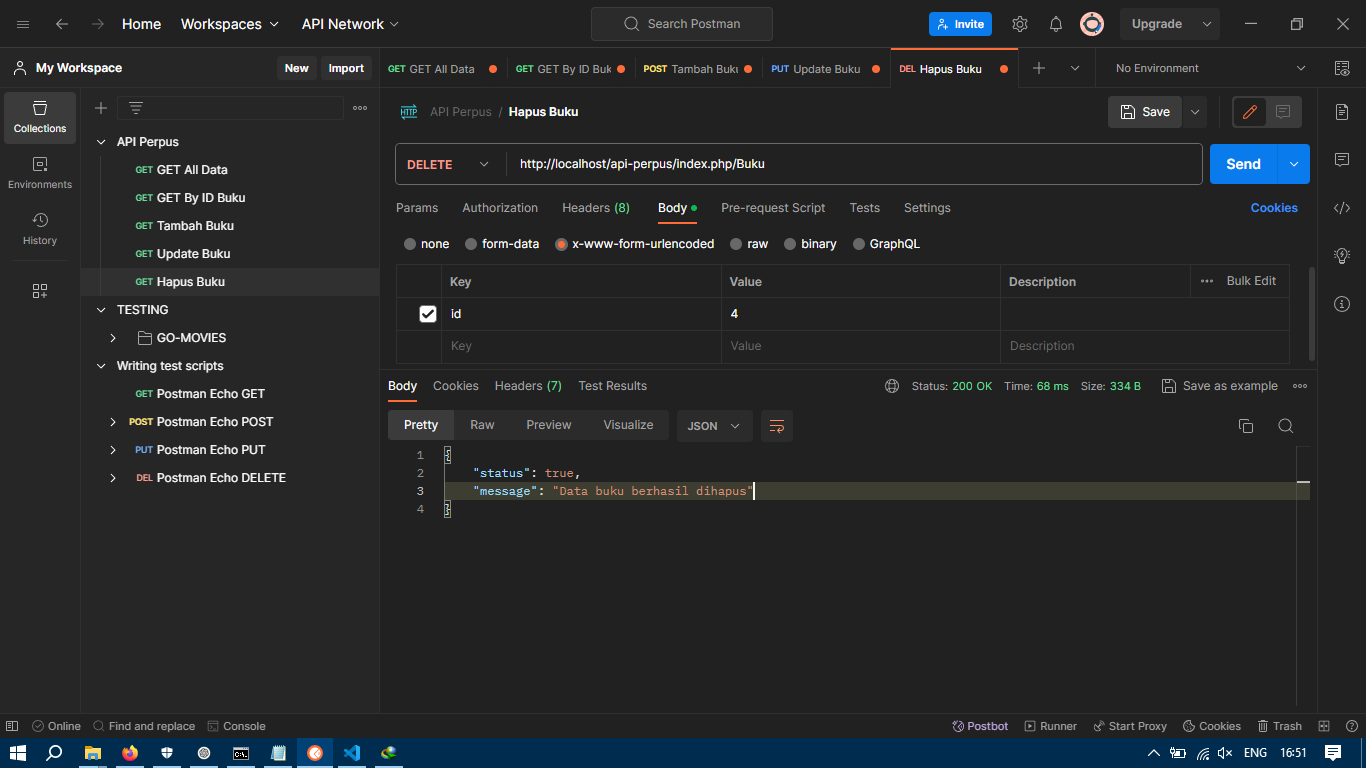 Home Workspaces API Network Search Postman Invite Upgrade
My Workspace New Import GET GET All Data GET GET By ID Buk POST Tambah Buku PUT Update Buku DEL Hapus Buku No Environment
Collections
Environments
History
API Perpus
GET GET All Data
GET GET By ID Buku
GET Tambah Buku
GET Update Buku
GET Hapus Buku
TESTING
GO-MOVIES
Writing test scripts
GET Postman Echo GET
POST Postman Echo POST
PUT Postman Echo PUT
DEL Postman Echo DELETE
HTTP API Perpus / Hapus Buku Save
DELETE http://localhost/api-perpus/index.php/Buku Send
Params Authorization Headers (8) Body Pre-request Script Tests Settings Cookies
none form-data x-www-form-urlencoded raw binary GraphQL
Key Value Description Bulk Edit
id 4
Key Value Description
Body Cookies Headers (7) Test Results Status: 200 OK Time: 68 ms Size: 334 B Save as example
Pretty Raw Preview Visualize JSON
1 {
2 "status": true,
3 "message": "Data buku berhasil dihapus"
4 }
Online Find and replace Console Postbot Runner Start Proxy Cookies Trash
ENG 16:51